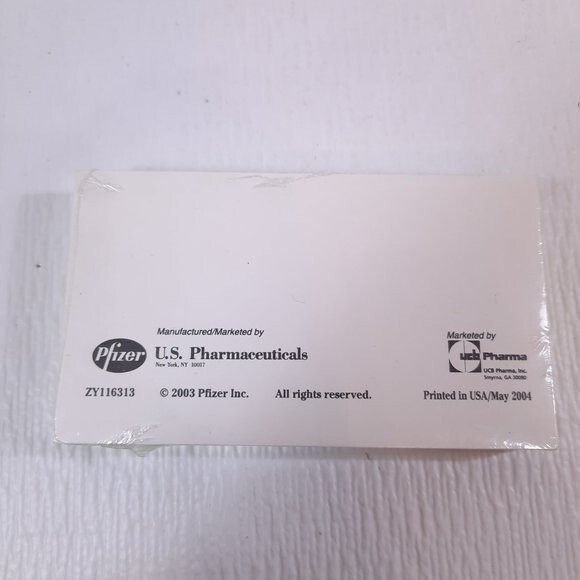 Manufactured/Marketed by
Pfizer
U.S. Pharmaceuticals
New York, NY 10017
Marketed by
ucb Pharma
UCB Pharma, Inc.
Smyrna, GA 30080
ZY116313 © 2003 Pfizer Inc. All rights reserved. Printed in USA/May 2004